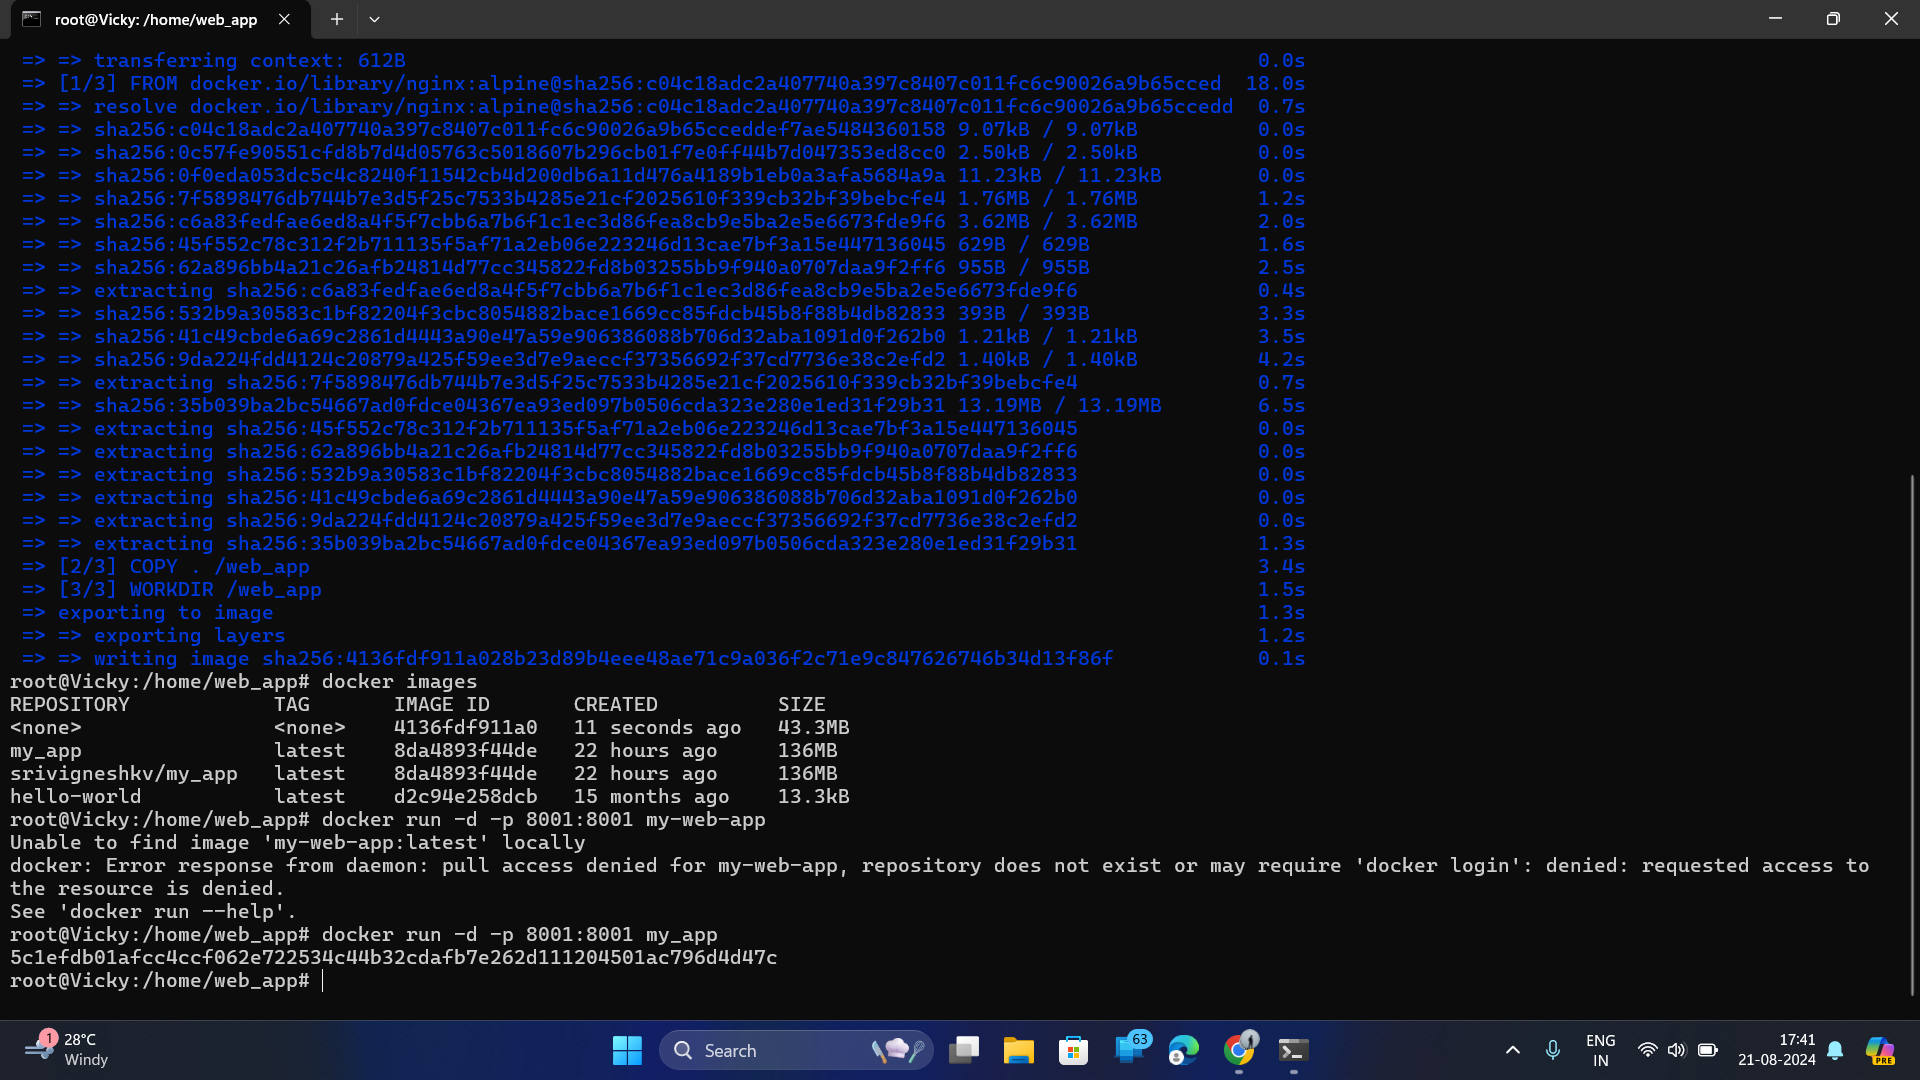 root@Vicky: /home/web_app
=> => transferring context: 612B 0.0s
=> [1/3] FROM docker.io/library/nginx:alpine@sha256:c04c18adc2a407740a397c8407c011fc6c90026a9b65cced 18.0s
=> => resolve docker.io/library/nginx:alpine@sha256:c04c18adc2a407740a397c8407c011fc6c90026a9b65ccedd 0.7s
=> => sha256:c04c18adc2a407740a397c8407c011fc6c90026a9b65cceddef7ae5484360158 9.07kB / 9.07kB 0.0s
=> => sha256:0c57fe90551cfd8b7d4d05763c5018607b296cb01f7e0ff44b7d047353ed8cc0 2.50kB / 2.50kB 0.0s
=> => sha256:0f0eda053dc5c4c8240f11542cb4d200db6a11d476a4189b1eb0a3afa5684a9a 11.23kB / 11.23kB 0.0s
=> => sha256:7f5898476db744b7e3d5f25c7533b4285e21cf2025610f339cb32bf39bebcfe4 1.76MB / 1.76MB 1.2s
=> => sha256:c6a83fedfae6ed8a4f5f7cbb6a7b6f1c1ec3d86fea8cb9e5ba2e5e6673fde9f6 3.62MB / 3.62MB 2.0s
=> => sha256:45f552c78c312f2b711135f5af71a2eb06e223246d13cae7bf3a15e447136045 629B / 629B 1.6s
=> => sha256:62a896bb4a21c26afb24814d77cc345822fd8b03255bb9f940a0707daa9f2ff6 955B / 955B 2.5s
=> => extracting sha256:c6a83fedfae6ed8a4f5f7cbb6a7b6f1c1ec3d86fea8cb9e5ba2e5e6673fde9f6 0.4s
=> => sha256:532b9a30583c1bf82204f3cbc8054882bace1669cc85fdcb45b8f88b4db82833 393B / 393B 3.3s
=> => sha256:41c49cbde6a69c2861d4443a90e47a59e906386088b706d32aba1091d0f262b0 1.21kB / 1.21kB 3.5s
=> => sha256:9da224fdd4124c20879a425f59ee3d7e9aeccf37356692f37cd7736e38c2efd2 1.40kB / 1.40kB 4.2s
=> => extracting sha256:7f5898476db744b7e3d5f25c7533b4285e21cf2025610f339cb32bf39bebcfe4 0.7s
=> => sha256:35b039ba2bc54667ad0fdce04367ea93ed097b0506cda323e280e1ed31f29b31 13.19MB / 13.19MB 6.5s
=> => extracting sha256:45f552c78c312f2b711135f5af71a2eb06e223246d13cae7bf3a15e447136045 0.0s
=> => extracting sha256:62a896bb4a21c26afb24814d77cc345822fd8b03255bb9f940a0707daa9f2ff6 0.0s
=> => extracting sha256:532b9a30583c1bf82204f3cbc8054882bace1669cc85fdcb45b8f88b4db82833 0.0s
=> => extracting sha256:41c49cbde6a69c2861d4443a90e47a59e906386088b706d32aba1091d0f262b0 0.0s
=> => extracting sha256:9da224fdd4124c20879a425f59ee3d7e9aeccf37356692f37cd7736e38c2efd2 0.0s
=> => extracting sha256:35b039ba2bc54667ad0fdce04367ea93ed097b0506cda323e280e1ed31f29b31 1.3s
=> [2/3] COPY . /web_app 3.4s
=> [3/3] WORKDIR /web_app 1.5s
=> exporting to image 1.3s
=> => exporting layers 1.2s
=> => writing image sha256:4136fdf911a028b23d89b4eee48ae71c9a036f2c71e9c847626746b34d13f86f 0.1s
root@Vicky:/home/web_app# docker images
REPOSITORY TAG IMAGE ID CREATED SIZE
<none> <none> 4136fdf911a0 11 seconds ago 43.3MB
my_app latest 8da4893f44de 22 hours ago 136MB
srivigneshkv/my_app latest 8da4893f44de 22 hours ago 136MB
hello-world latest d2c94e258dcb 15 months ago 13.3kB
root@Vicky:/home/web_app# docker run -d -p 8001:8001 my-web-app
Unable to find image 'my-web-app:latest' locally
docker: Error response from daemon: pull access denied for my-web-app, repository does not exist or may require 'docker login': denied: requested access to
the resource is denied.
See 'docker run --help'.
root@Vicky:/home/web_app# docker run -d -p 8001:8001 my_app
5c1efdb01afcc4ccf062e722534c44b32cdafb7e262d111204501ac796d4d47c
root@Vicky:/home/web_app#
1
28°C
Windy
Search
63
ENG
IN
17:41
21-08-2024
PRE